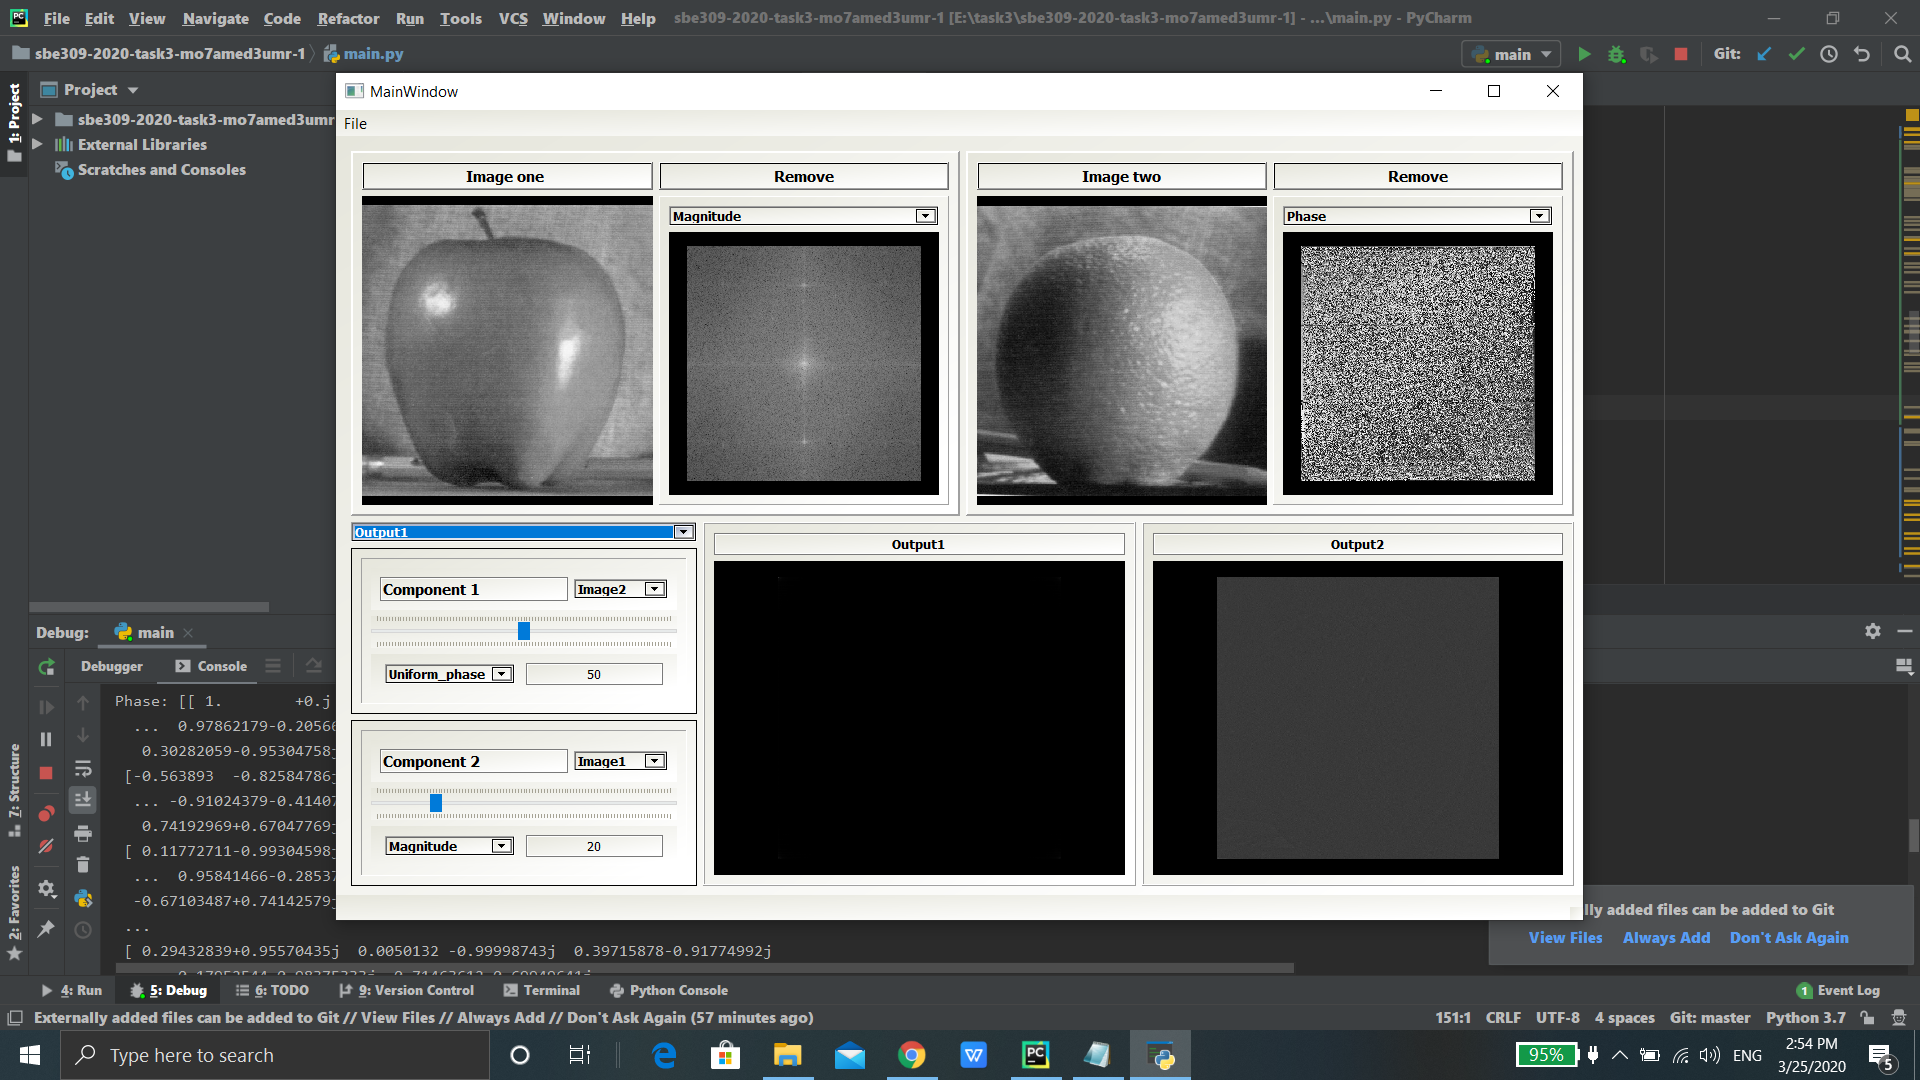 File Edit View Navigate Code Refactor Run Tools VCS Window Help sbe309-2020-task3-mo7amed3umr-1 [E:\task3\sbe309-2020-task3-mo7amed3umr-1] - ...\main.py - PyCharm
sbe309-2020-task3-mo7amed3umr-1 main.py main Git:
1: Project
Project
sbe309-2020-task3-mo7amed3umr
External Libraries
Scratches and Consoles
MainWindow
File
Image one Remove
Magnitude
Image two Remove
Phase
Output1
Component 1 Image2
Uniform_phase 50
Component 2 Image1
Magnitude 20
Output1
Output2
Debug: main
Debugger Console
Phase: [[ 1. +0.j
... 0.97862179-0.2056
0.30282059-0.95304758j
[-0.563893 -0.82584786j
... -0.91024379-0.41407
0.74192969+0.67047769j
[ 0.11772711-0.99304598j
... 0.95841466-0.28537
-0.67103487+0.74142579j
...
[ 0.29432839+0.95570435j 0.0050132 -0.99998743j 0.39715878-0.91774992j
7: Structure
2: Favorites
lly added files can be added to Git
View Files Always Add Don't Ask Again
4: Run 5: Debug 6: TODO 9: Version Control Terminal Python Console 1 Event Log
Externally added files can be added to Git // View Files // Always Add // Don't Ask Again (57 minutes ago) 151:1 CRLF UTF-8 4 spaces Git: master Python 3.7
Type here to search 95% ENG 2:54 PM
3/25/2020 5